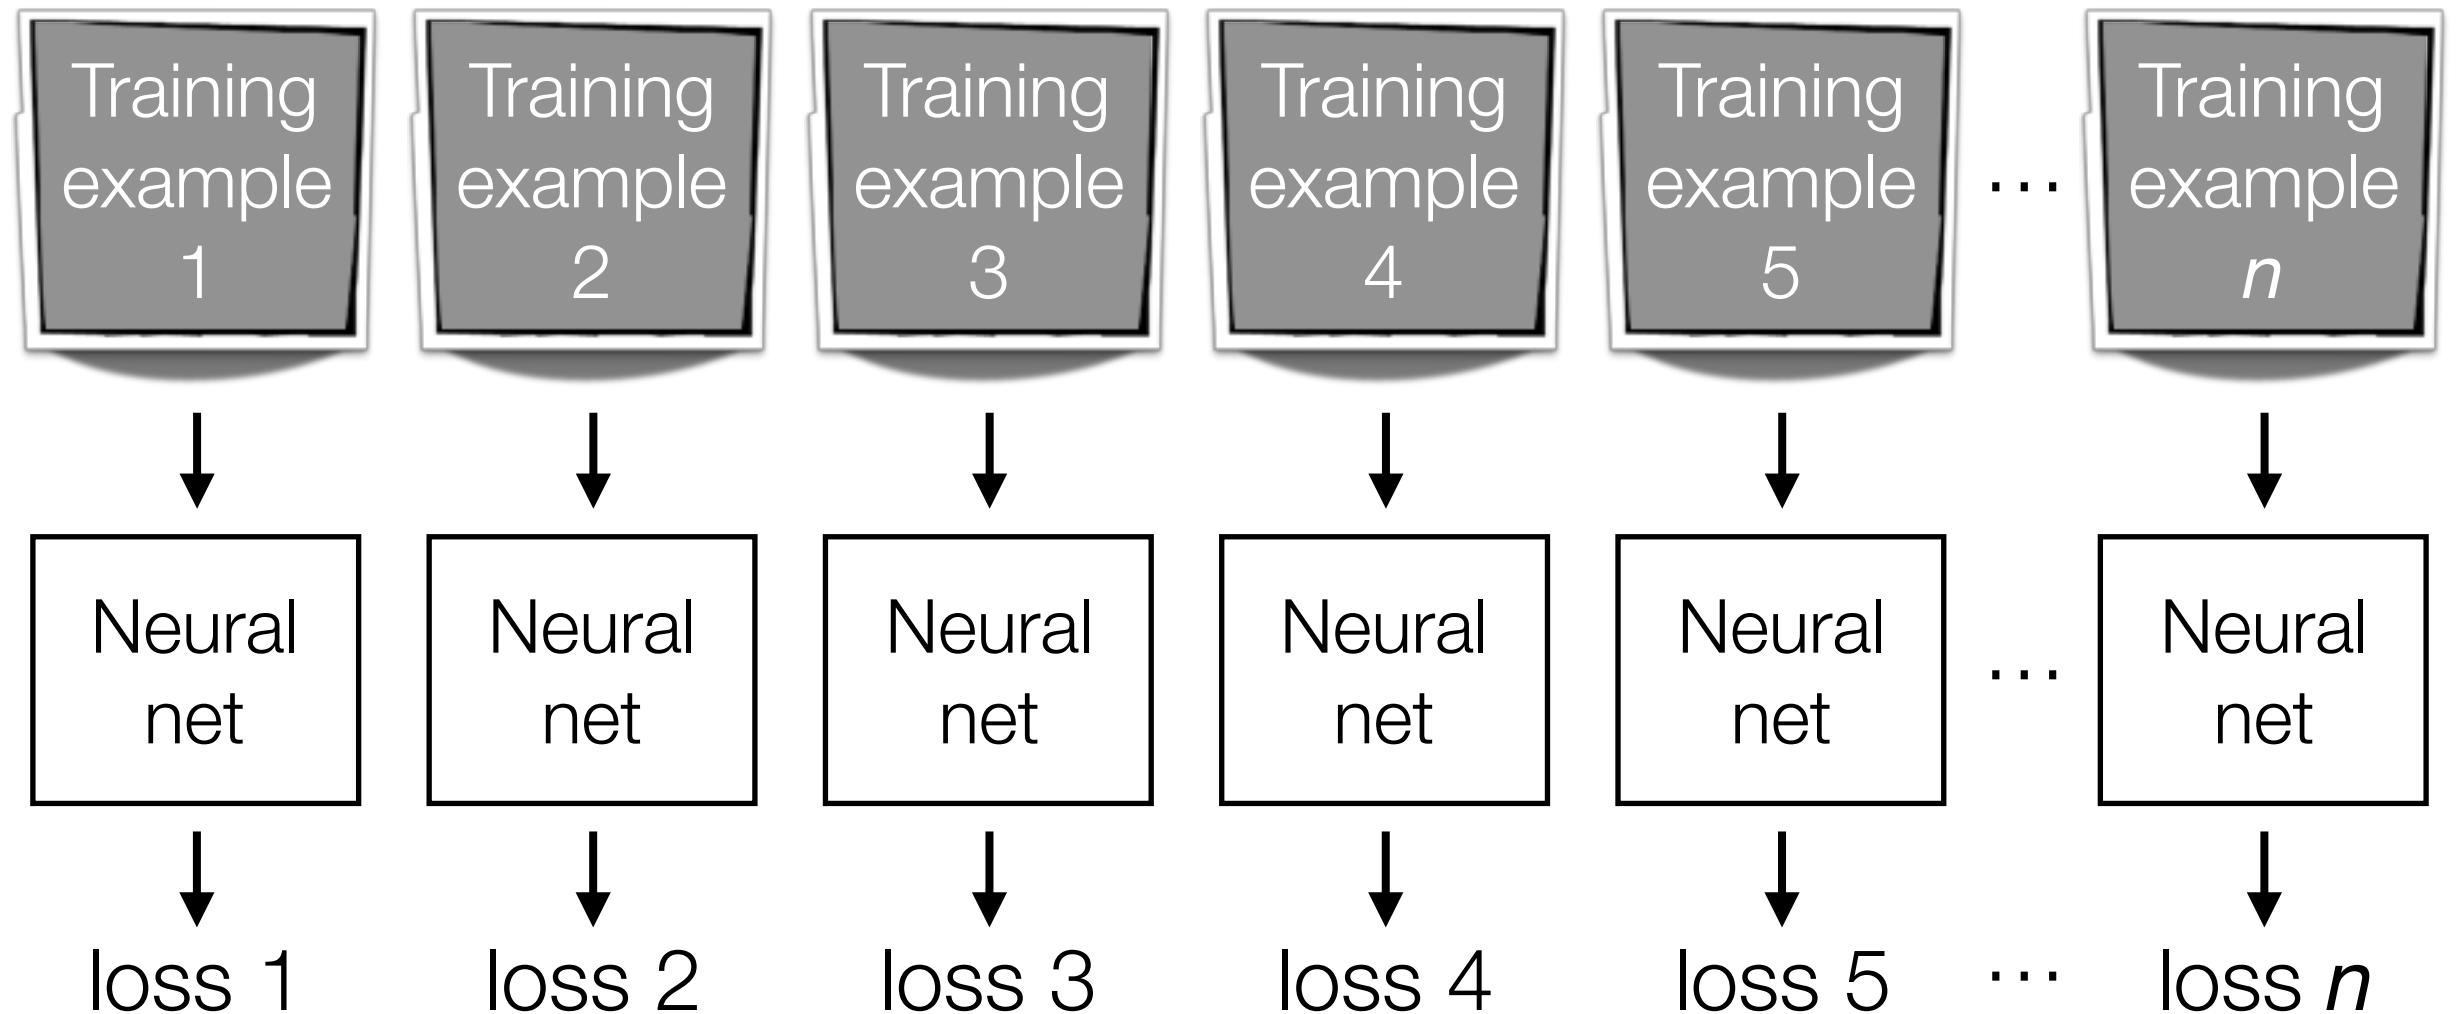 Training
example
1
Training
example
2
Training
example
3
Training
example
4
Training
example
5
...
Training
example
n
Neural
net
Neural
net
Neural
net
Neural
net
Neural
net
...
Neural
net
loss 1
loss 2
loss 3
loss 4
loss 5
...
loss n